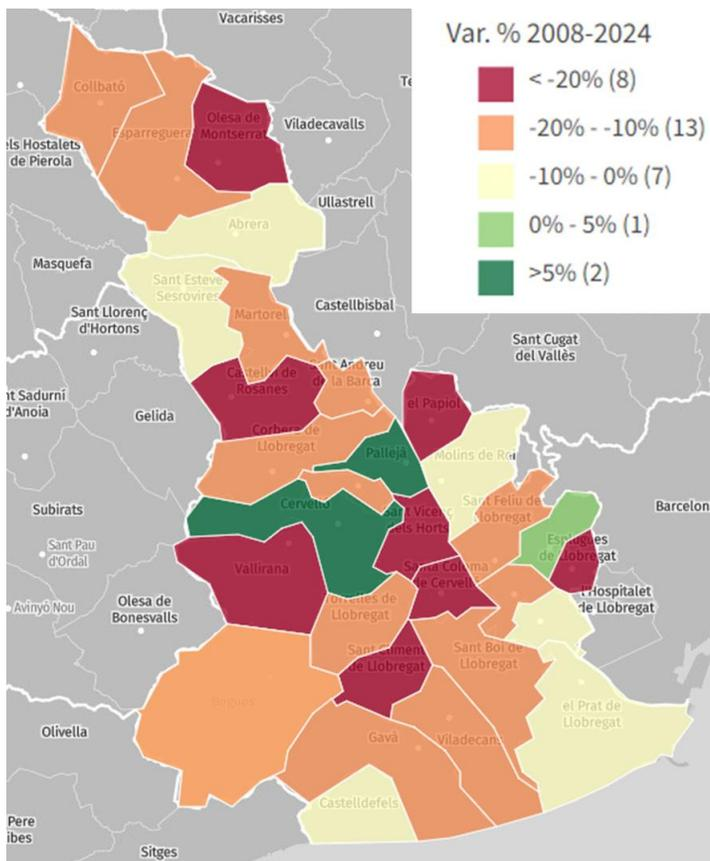 Vacarisses
Var. % 2008-2024
< -20% (8)
-20% - -10% (13)
-10% - 0% (7)
0% - 5% (1)
>5% (2)
Te
Collbató
Olesa de
Montserrat
Esparreguera
Viladecavalls
els Hostalets
de Pierola
Ullastrell
Abrera
Masquefa
Sant Esteve
Sesrovires
Castellbisbal
Sant Llorenç
d'Hortons
Martorell
Sant Cugat
del Vallès
Sant Andreu
de la Barca
Castellví de
Rosanes
nt Sadurní
d'Anoia
Gelida
el Papiol
Corbera de
Llobregat
Pallejà
Molins de Rei
Subirats
Cervelló
Sant Vicenç
dels Horts
Sant Feliu de
Llobregat
Barcelon
Sant Pau
d'Ordal
Esplugues
de Llobregat
Vallirana
Santa Coloma
de Cervelló
l'Hospitalet
de Llobregat
Avinyó Nou
Olesa de
Bonesvalls
Torrelles de
Llobregat
Sant Climent
de Llobregat
Sant Boi de
Llobregat
Begues
el Prat de
Llobregat
Olivella
Gavà
Viladecans
Castelldefels
Pere
ibes
Sitges